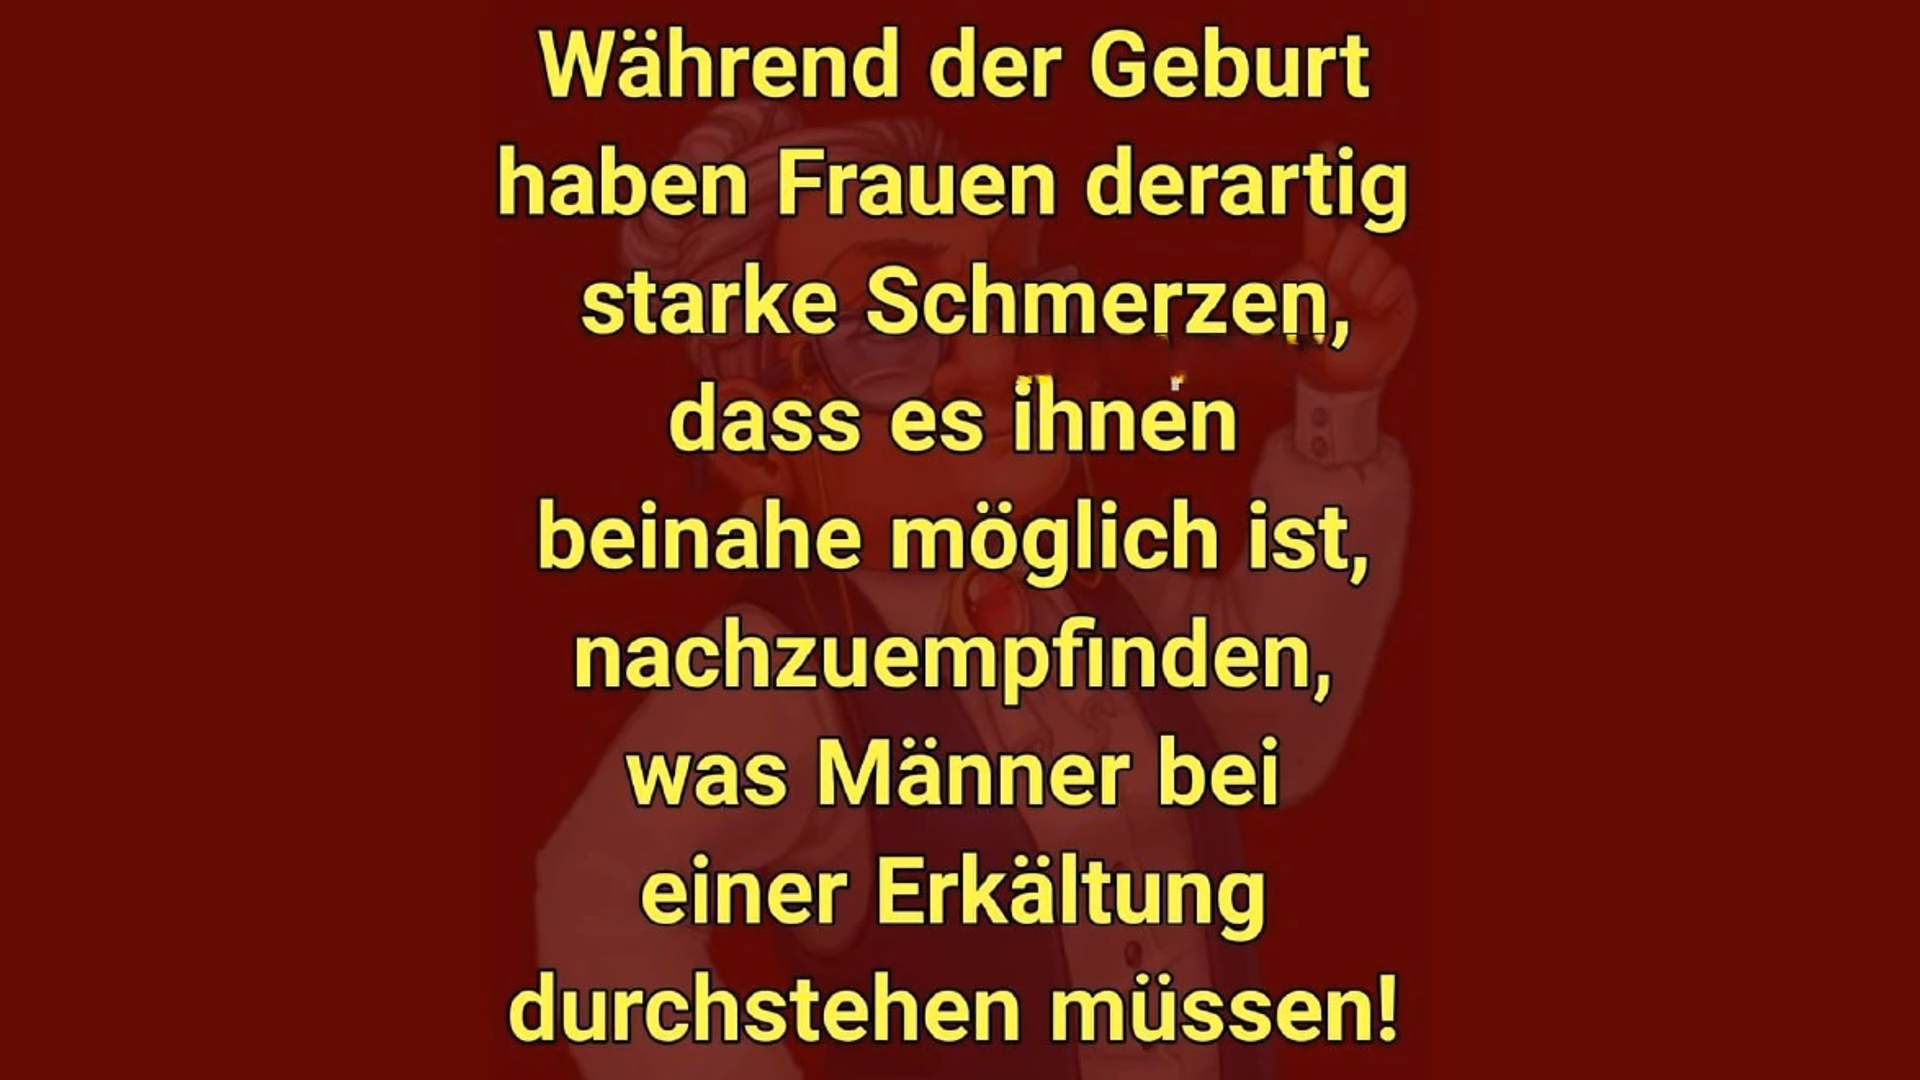 Während der Geburt
haben Frauen derartig
starke Schmerzen,
dass es ihnen
beinahe möglich ist,
nachzuempfinden,
was Männer bei
einer Erkältung
durchstehen müssen!